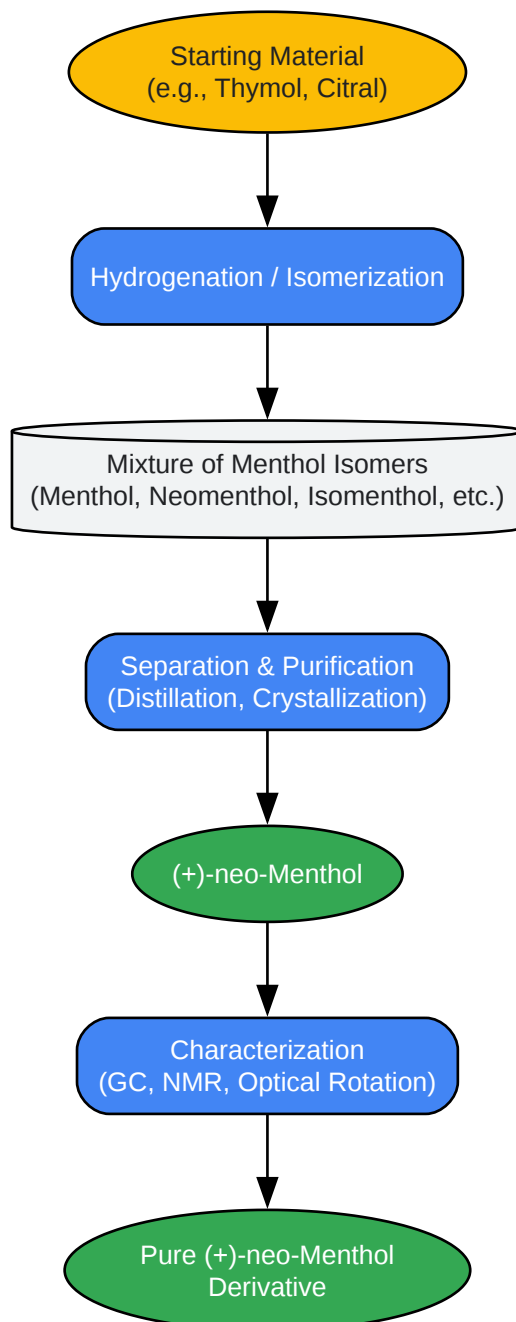 Starting Material
(e.g., Thymol, Citral)
Hydrogenation / Isomerization
Mixture of Menthol Isomers
(Menthol, Neomenthol, Isomenthol, etc.)
Separation & Purification
(Distillation, Crystallization)
(+)-neo-Menthol
Characterization
(GC, NMR, Optical Rotation)
Pure (+)-neo-Menthol
Derivative